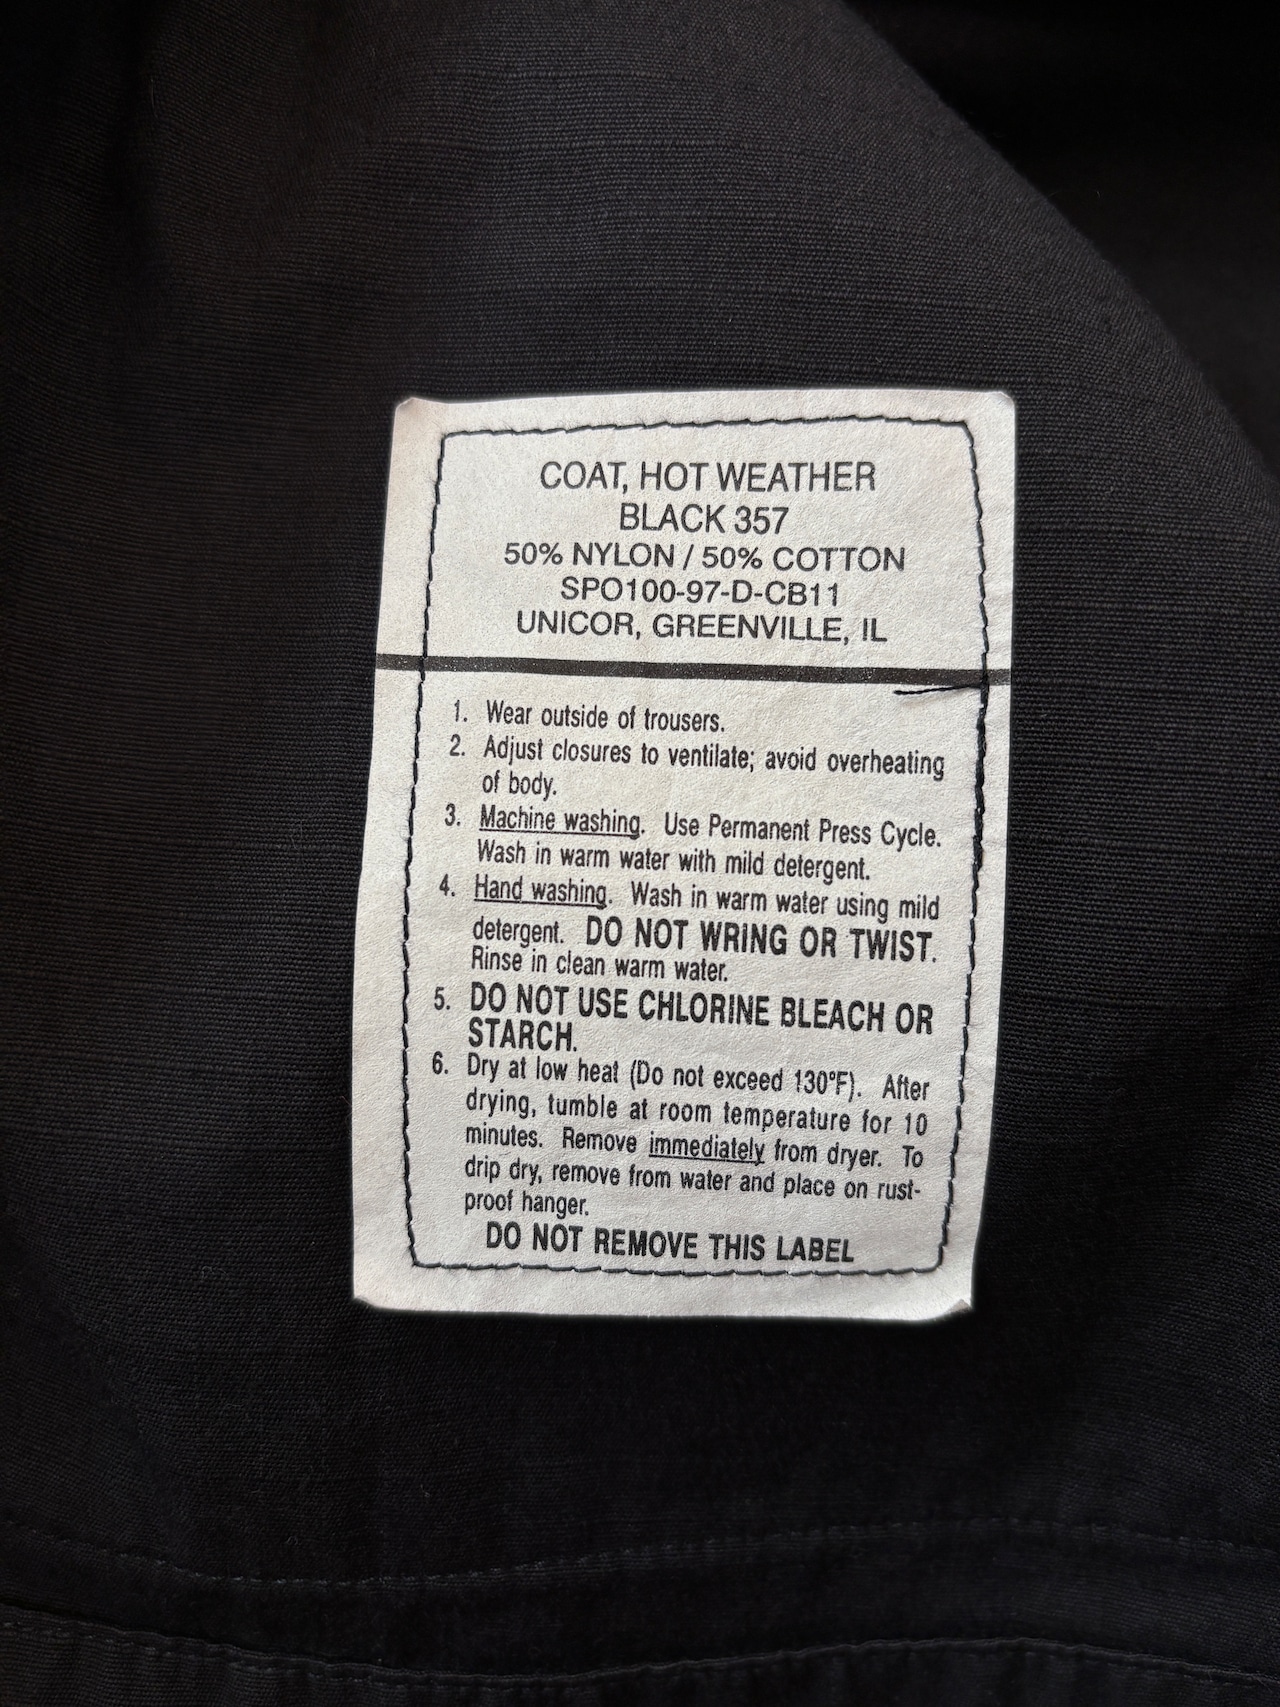 COAT, HOT WEATHER
BLACK 357
50% NYLON / 50% COTTON
SPO100-97-D-CB11
UNICOR, GREENVILLE, IL
1. Wear outside of trousers.
2. Adjust closures to ventilate; avoid overheating
of body.
3. Machine washing. Use Permanent Press Cycle.
Wash in warm water with mild detergent.
4. Hand washing. Wash in warm water using mild
detergent. DO NOT WRING OR TWIST.
Rinse in clean warm water.
5. DO NOT USE CHLORINE BLEACH OR
STARCH.
6. Dry at low heat (Do not exceed 130°F). After
drying, tumble at room temperature for 10
minutes. Remove immediately from dryer. To
drip dry, remove from water and place on rust-
proof hanger.
DO NOT REMOVE THIS LABEL